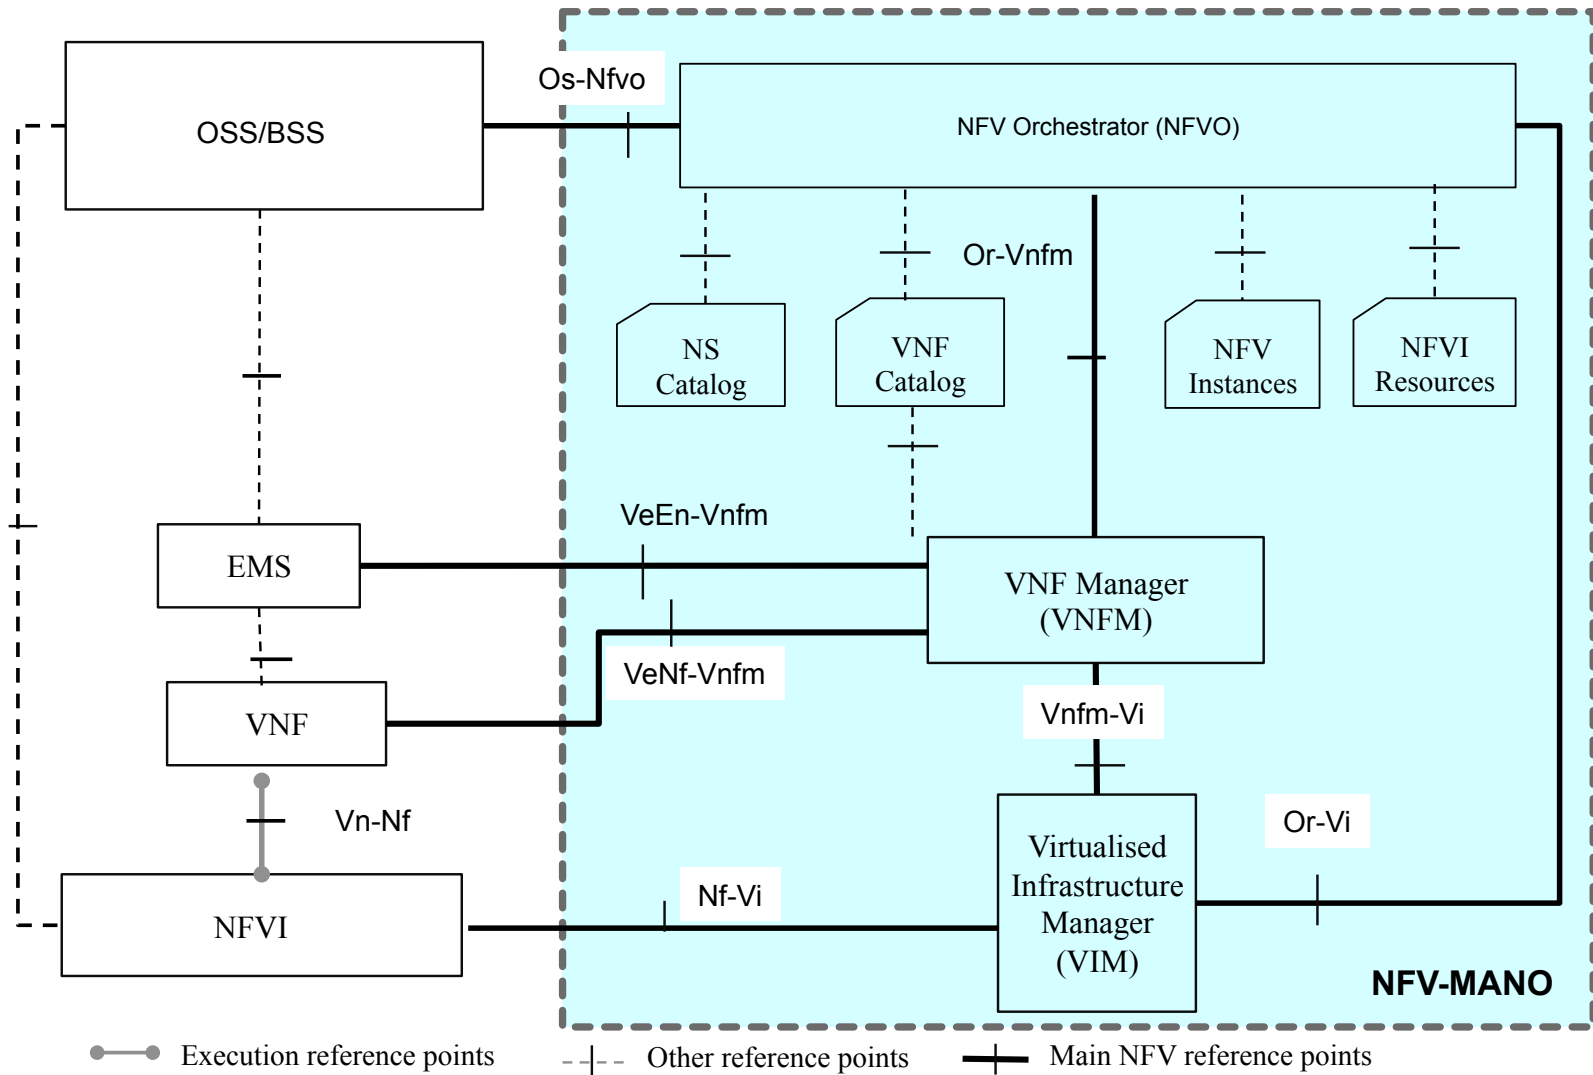 Os-Nfvo
OSS/BSS
NFV Orchestrator (NFVO)
Or-Vnfm
NS
Catalog
VNF
Catalog
NFV
Instances
NFVI
Resources
VeEn-Vnfm
EMS
VNF Manager
(VNFM)
VeNf-Vnfm
VNF
Vnfm-Vi
Vn-Nf
Or-Vi
Virtualised
Infrastructure
Manager
(VIM)
Nf-Vi
NFVI
NFV-MANO
Execution reference points
Other reference points
Main NFV reference points